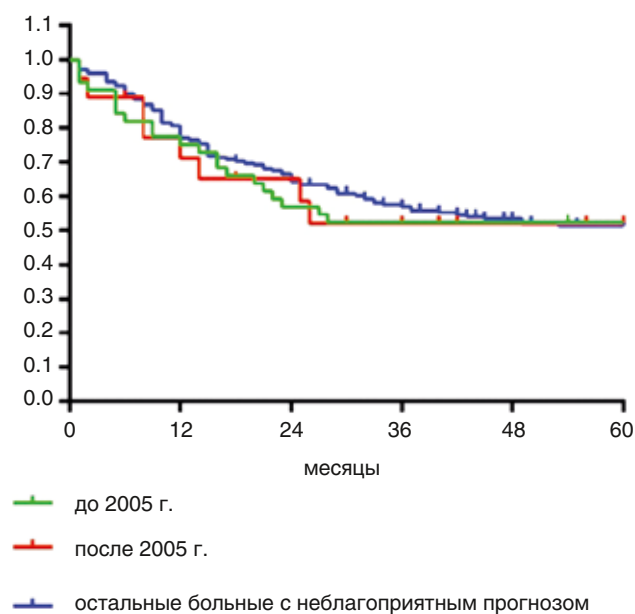 1.1
1.0
0.9
0.8
0.7
0.6
0.5
0.4
0.3
0.2
0.1
0.0
0 12 24 36 48 60
месяцы
до 2005 г.
после 2005 г.
остальные больные с неблагоприятным прогнозом